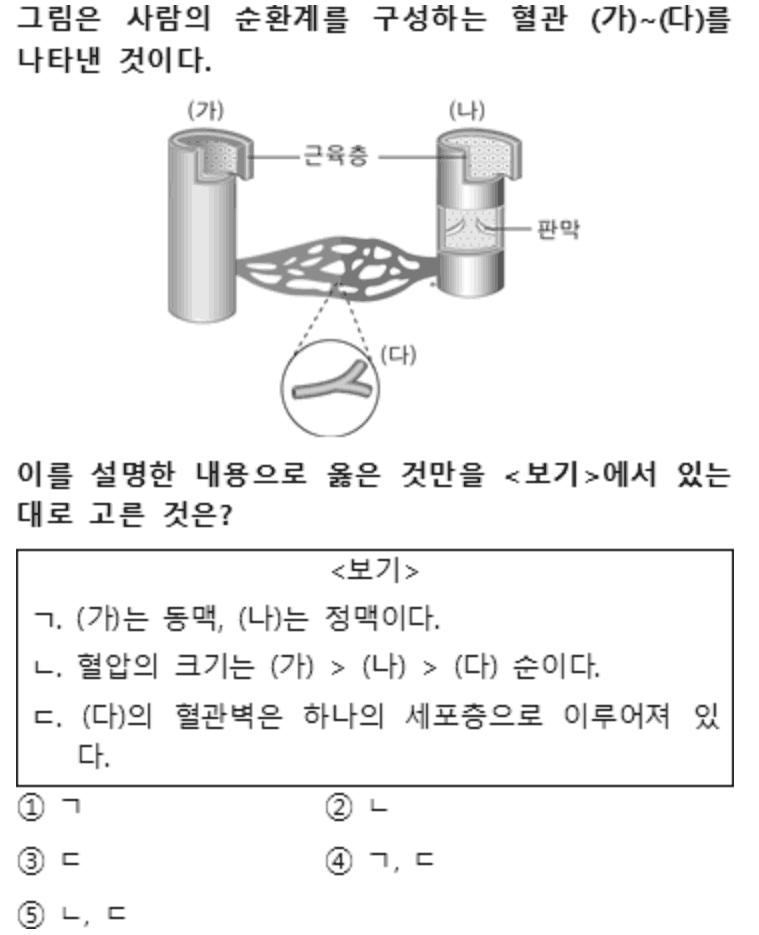 그림은 사람의 순환계를 구성하는 혈관 (가)~(다)를
나타낸 것이다.
(가) (나)
근육층
판막
(다)
이를 설명한 내용으로 옳은 것만을 <보기>에서 있는
대로 고른 것은?
<보기>
ㄱ. (가)는 동맥, (나)는 정맥이다.
ㄴ. 혈압의 크기는 (가) > (나) > (다) 순이다.
ㄷ. (다)의 혈관벽은 하나의 세포층으로 이루어져 있
다.
① ㄱ ② ㄴ
③ ㄷ ④ ㄱ, ㄷ
⑤ ㄴ, ㄷ